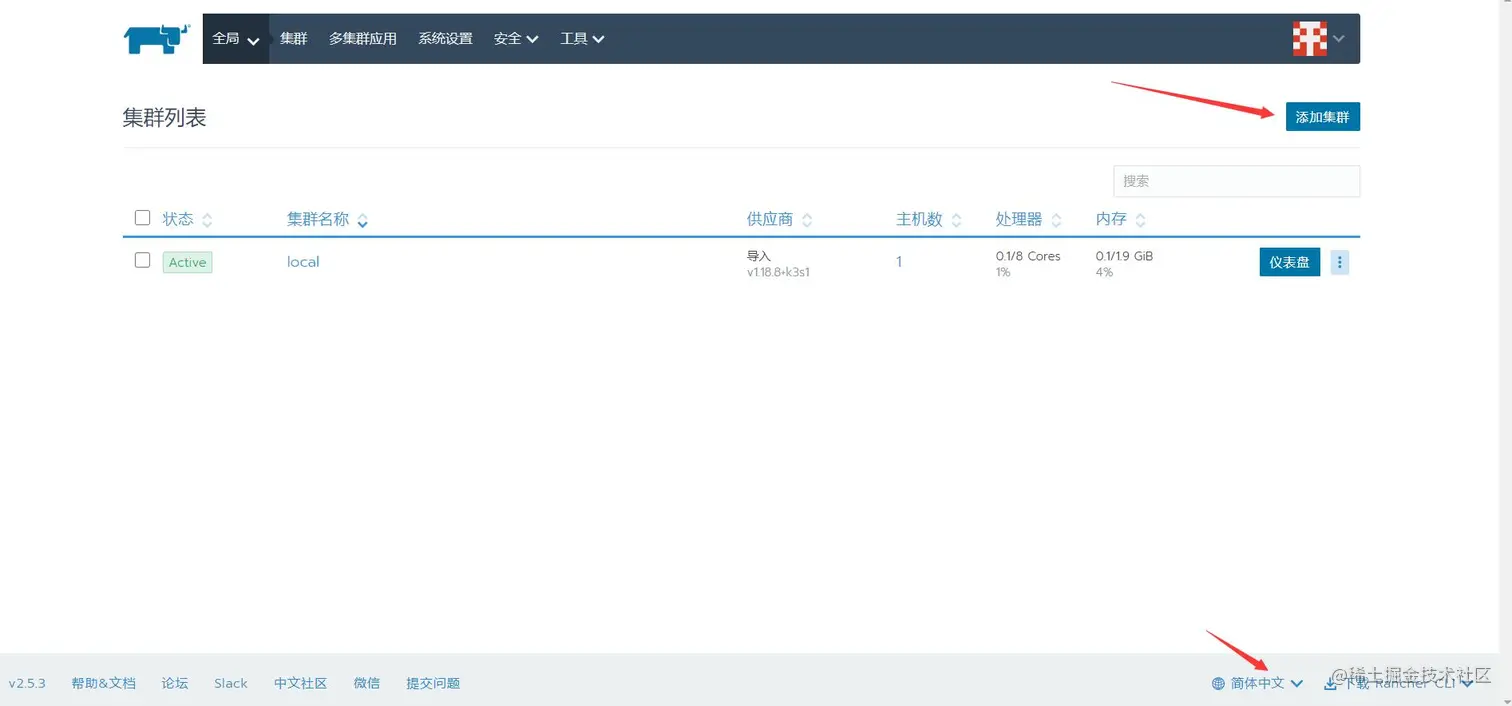 全局 集群 多集群应用 系统设置 安全 工具
集群列表 添加集群
搜索
状态 集群名称 供应商 主机数 处理器 内存
Active local 导入 1 0.1/8 Cores 0.1/1.9 GiB 仪表盘
v1.18.8+k3s1 1% 4%
v2.5.3 帮助&文档 论坛 Slack 中文社区 微信 提交问题 简体中文 下载 Rancher CLI
@稀土掘金技术社区